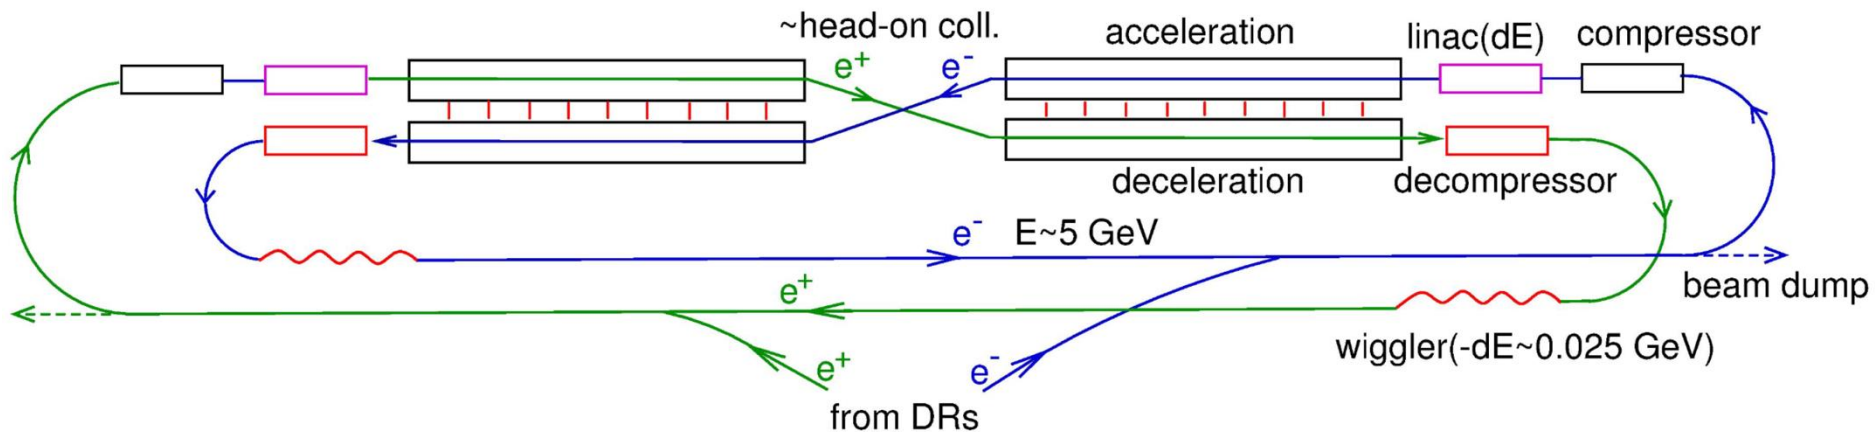 ~head-on coll.
acceleration
linac(dE)
compressor
e+
e-
deceleration
decompressor
e-
E~5 GeV
beam dump
e+
wiggler(-dE~0.025 GeV)
e+
e-
from DRs